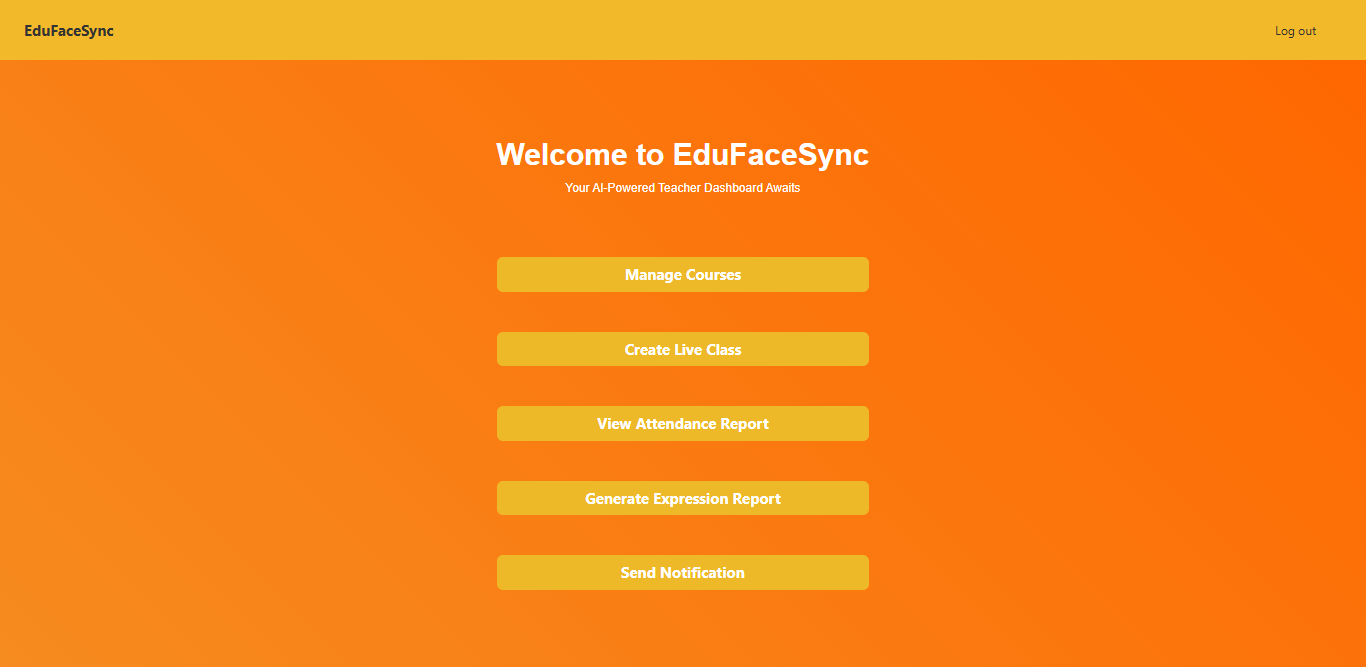 EduFaceSync
Log out
Welcome to EduFaceSync
Your AI-Powered Teacher Dashboard Awaits
Manage Courses
Create Live Class
View Attendance Report
Generate Expression Report
Send Notification